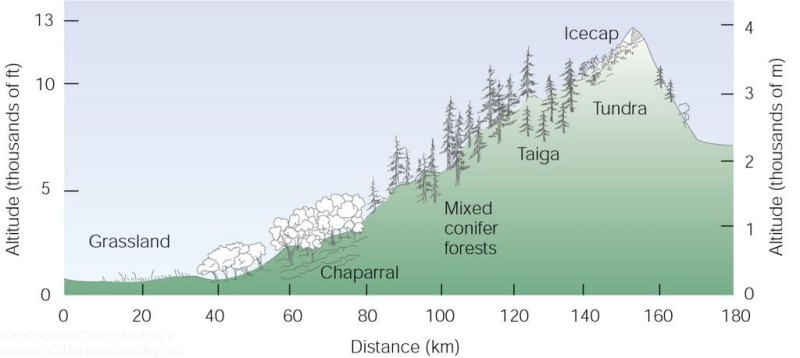 13
10
5
0
Altitude (thousands of ft)
Icecap
Tundra
Taiga
Mixed
conifer
forests
Grassland
Chaparral
4
3
2
1
0
Altitude (thousands of m)
0 20 40 60 80 100 120 140 160 180
Distance (km)